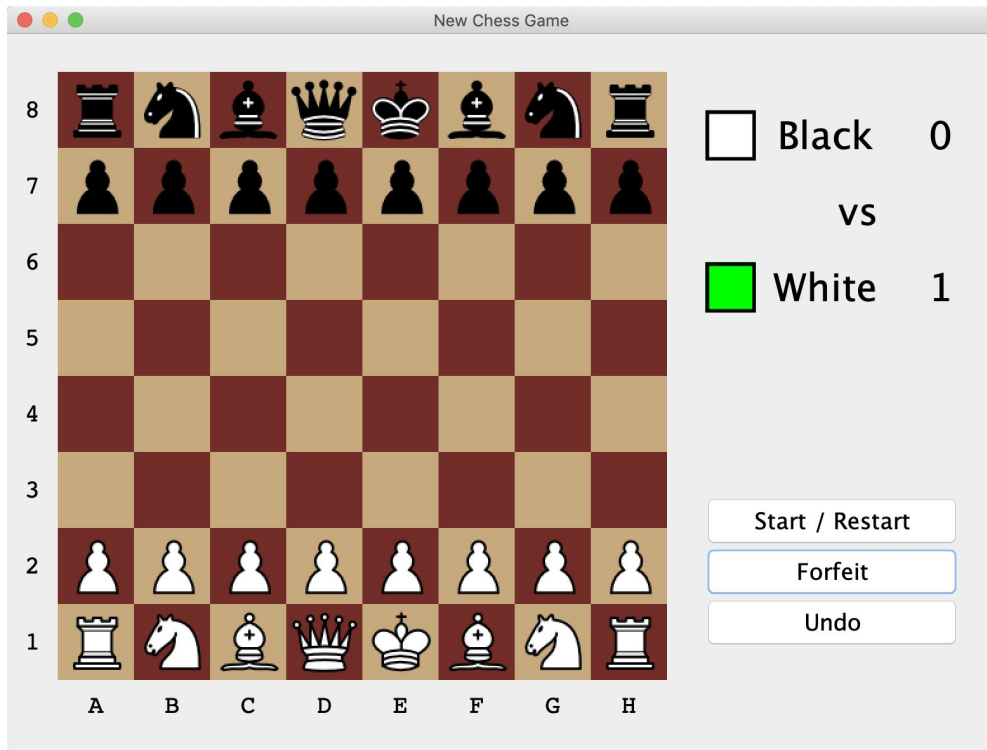 New Chess Game
8
7
6
5
4
3
2
1
A B C D E F G H
Black 0
vs
White 1
Start / Restart
Forfeit
Undo